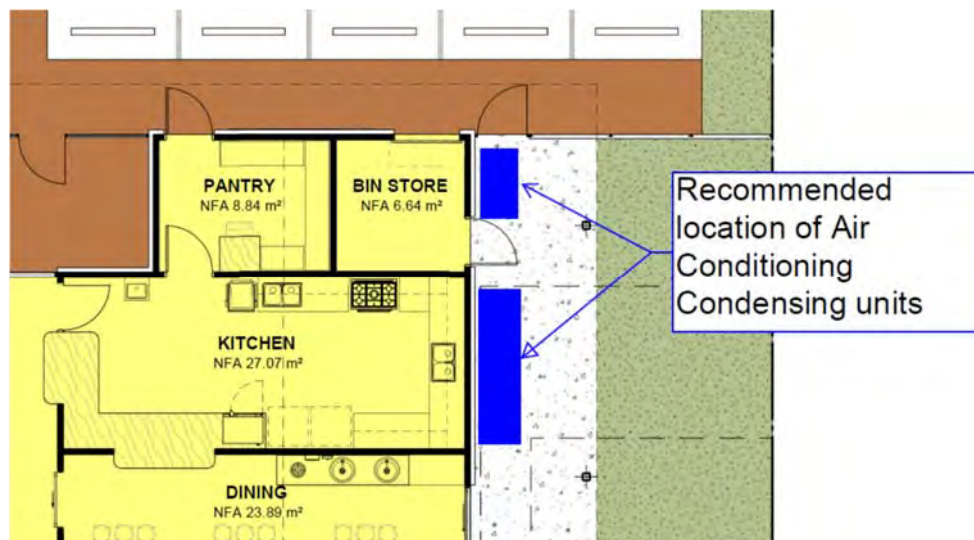 PANTRY
NFA 8.84 m²
BIN STORE
NFA 6.64 m²
Recommended
location of Air
Conditioning
Condensing units
KITCHEN
NFA 27.07 m²
DINING
NFA 23.89 m²